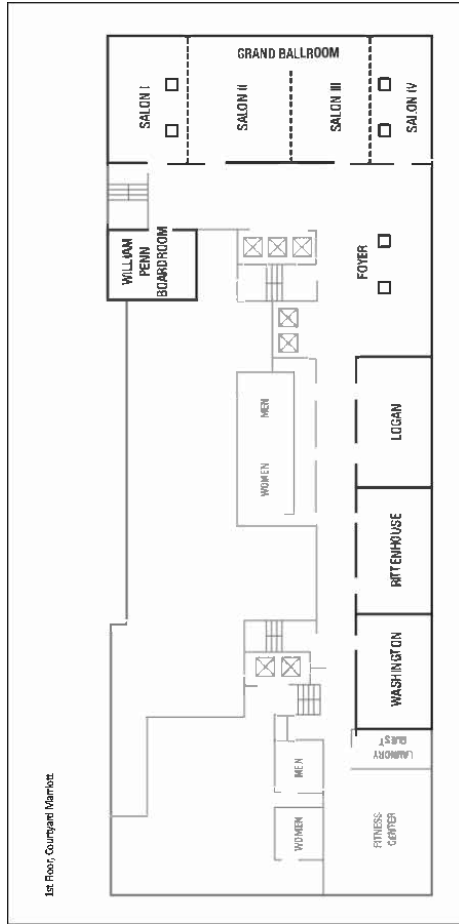 GRAND BALLROOM
SALON I
SALON II
SALON III
SALON IV
WILLIAM
PENN
BOARDROOM
FOYER
MEN
WOMEN
LOGAN
RITTENHOUSE
WASHINGTON
GUEST
LAUNDRY
MEN
WOMEN
FITNESS
CENTER
1st Floor, Courtyard Marriott